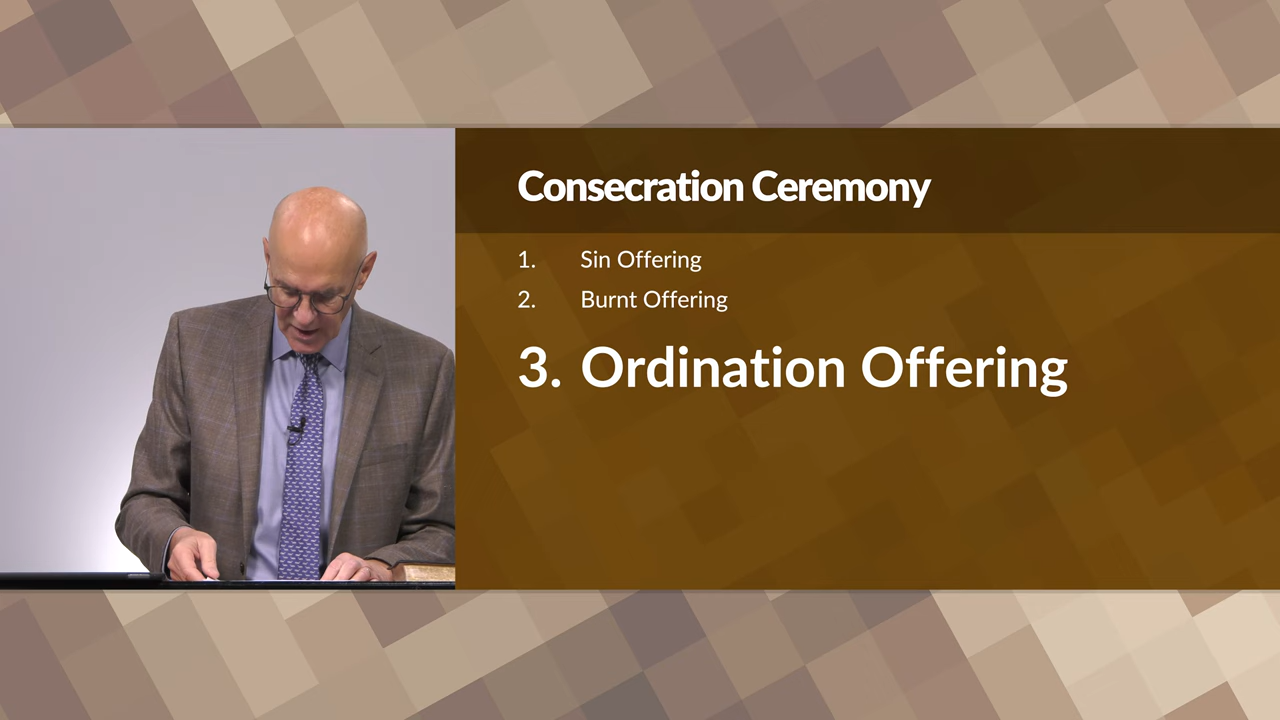 Consecration Ceremony
1. Sin Offering
2. Burnt Offering
3. Ordination Offering